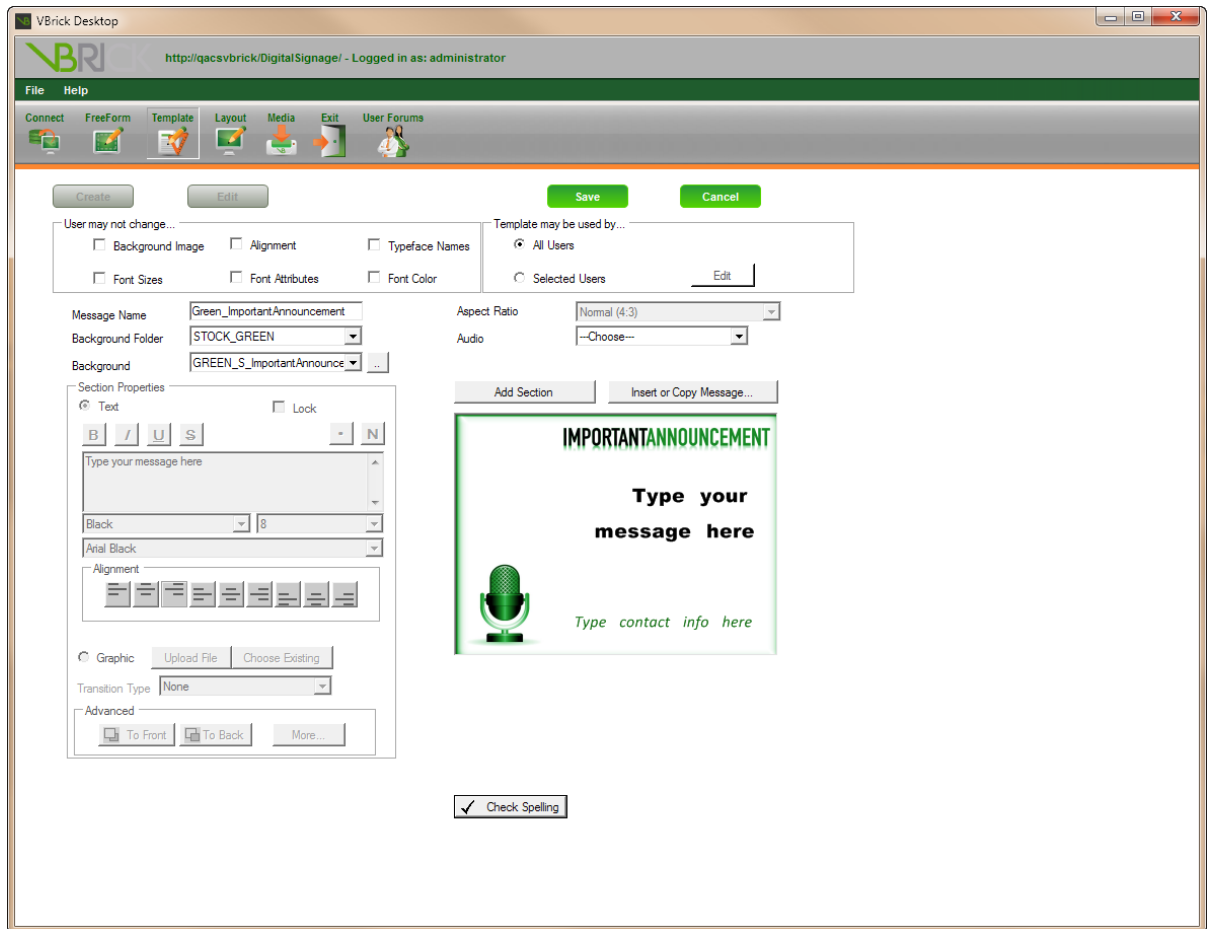 VBrick Desktop
VBRICK
http://qacsvbrick/DigitalSignage/ - Logged in as: administrator
File Help
Connect FreeForm Template Layout Media Exit User Forums
Create Edit Save Cancel
User may not change... Template may be used by...
Background Image Alignment Typeface Names All Users
Font Sizes Font Attributes Font Color Selected Users Edit
Message Name Green_ImportantAnnouncement Aspect Ratio Normal (4:3)
Background Folder STOCK_GREEN Audio ---Choose---
Background GREEN_S_ImportantAnnounce ..
Section Properties
Add Section Insert or Copy Message...
Text Lock
B I U S - N
Type your message here
Black 8
Arial Black
Alignment
IMPORTANTANNOUNCEMENT
Type your
message here
Type contact info here
Graphic Upload File Choose Existing
Transition Type None
Advanced
To Front To Back More...
Check Spelling